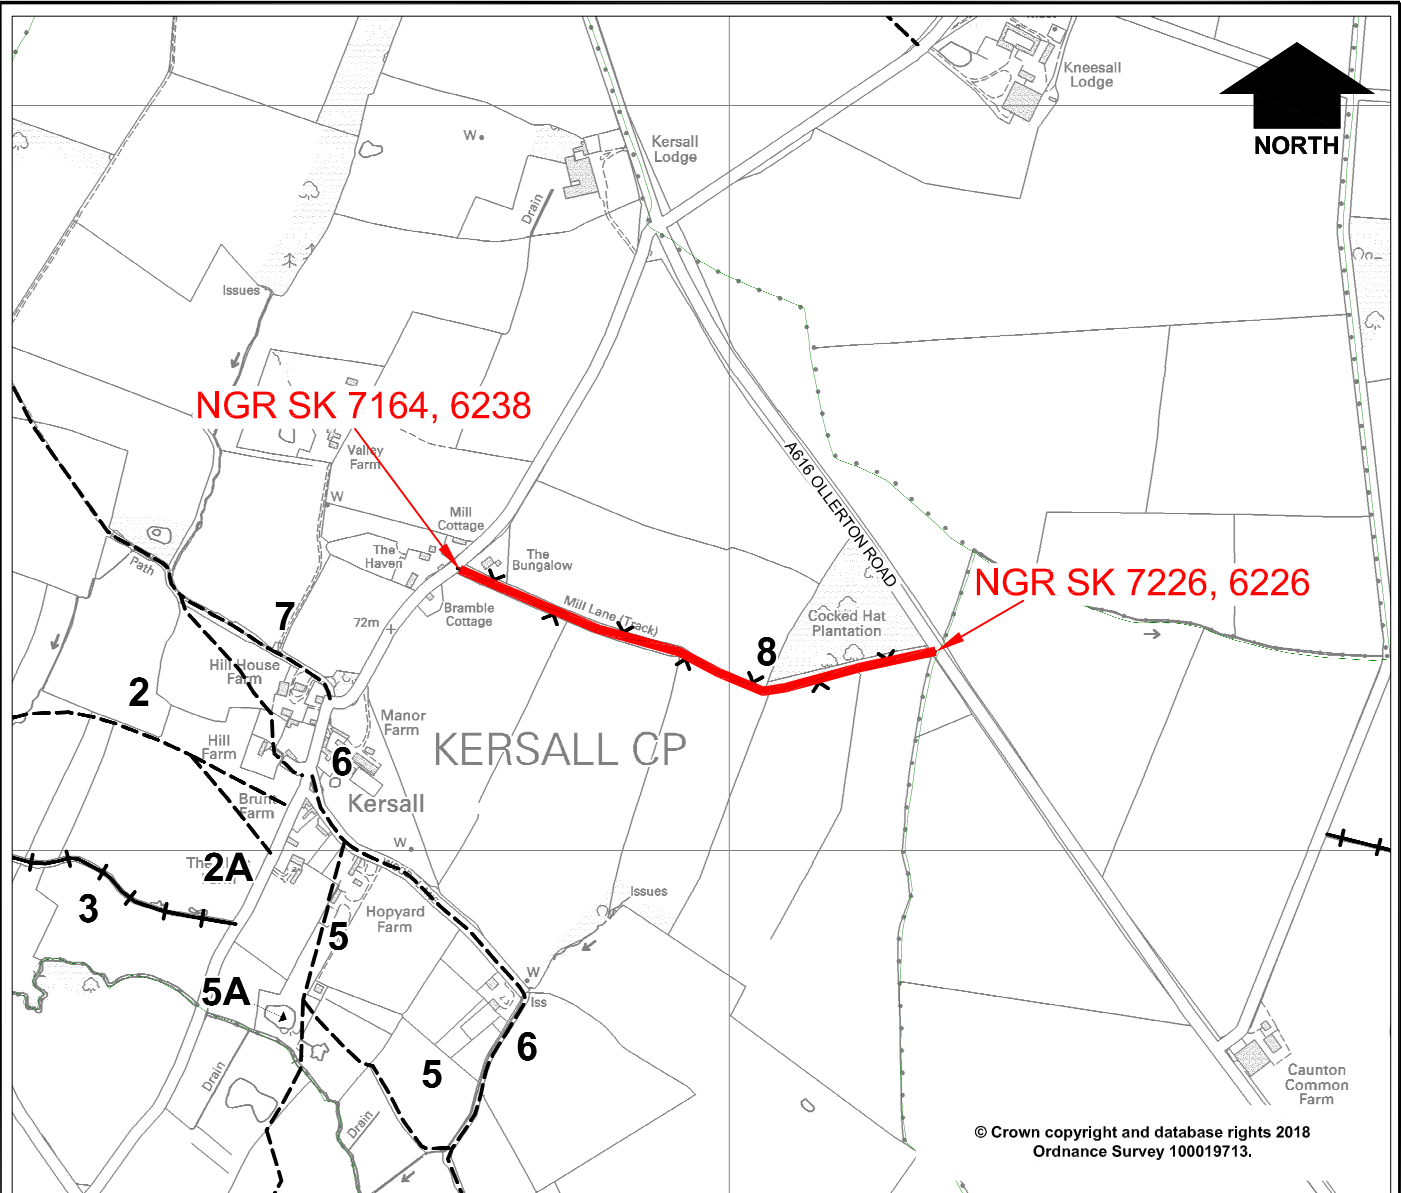 Kneesall
Lodge
NORTH
W
Kersall
Lodge
Drain
Issues
NGR SK 7164, 6238
Valley
Farm
A616 OLLERTON ROAD
W
Mill
Cottage
The
Haven
The
Bungalow
Path
NGR SK 7226, 6226
Mill Lane (Track)
Bramble
Cottage
72m
Cocked Hat
Plantation
7
8
Hill House
Farm
2
Manor
Farm
Hill
Farm
KERSALL CP
6
Brunt
Farm
Kersall
W
The
2A
3
Hopyard
Farm
Issues
5
5A
W
Iss
6
5
Drain
Drain
Caunton
Common
Farm
© Crown copyright and database rights 2018
Ordnance Survey 100019713.